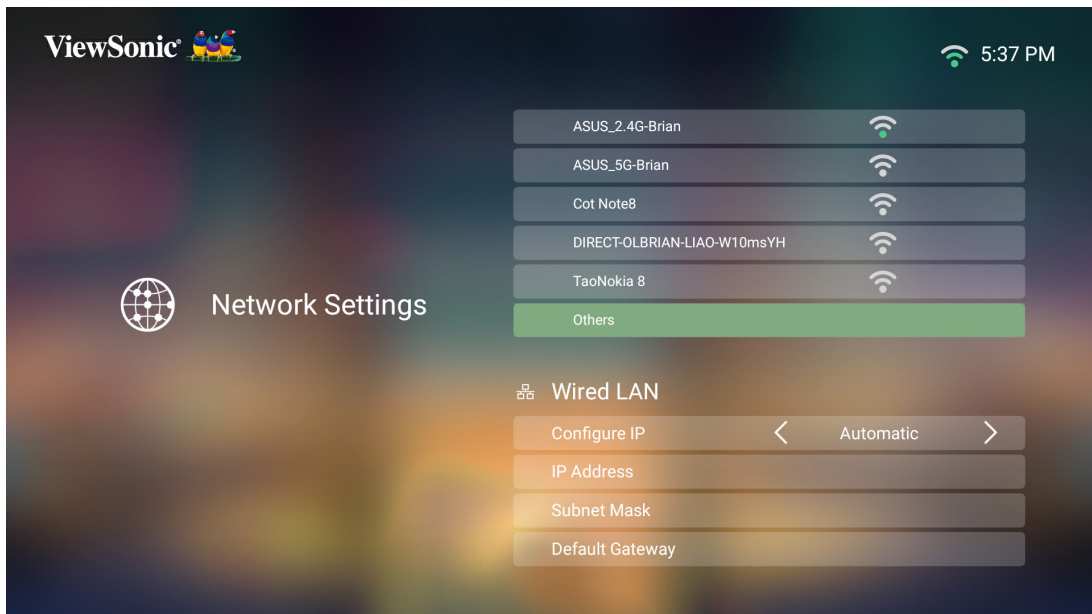 ViewSonic
5:37 PM
ASUS_2.4G-Brian
ASUS_5G-Brian
Cot Note8
DIRECT-OLBRIAN-LIAO-W10msYH
TaoNokia 8
Network Settings
Others
Wired LAN
Configure IP Automatic
IP Address
Subnet Mask
Default Gateway